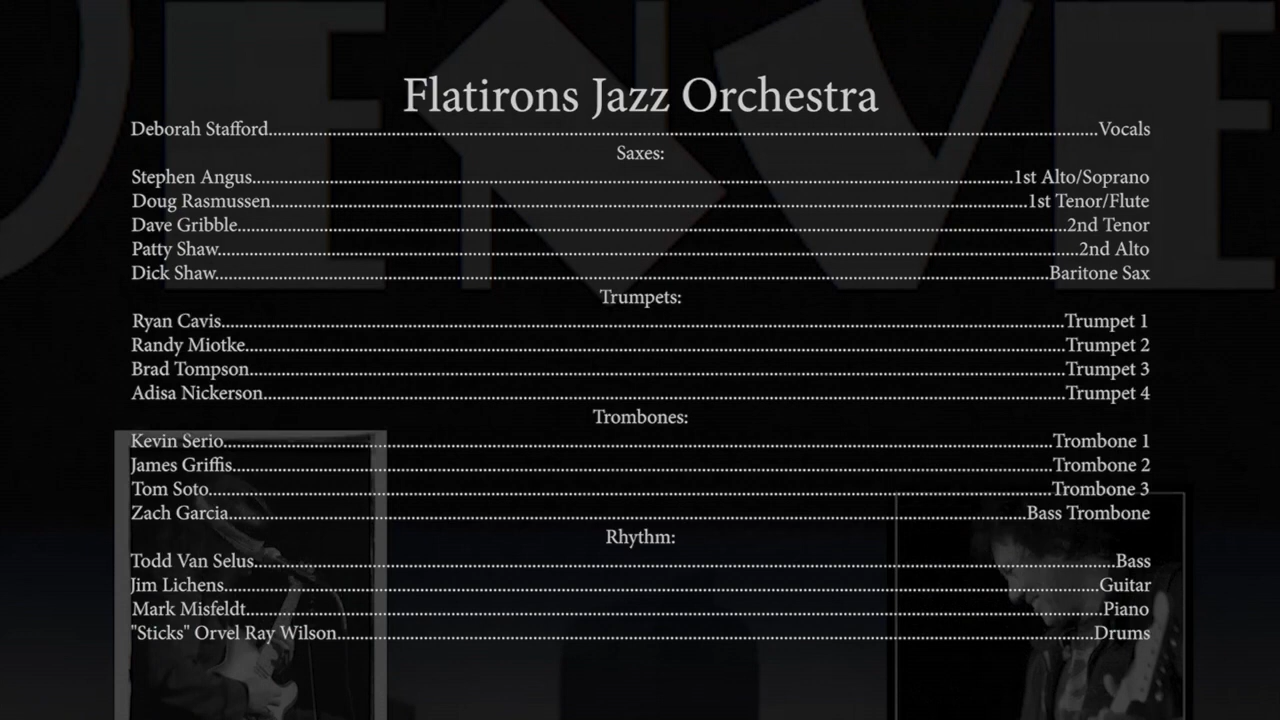 DENVE
Flatirons Jazz Orchestra
Deborah Stafford........Vocals
Saxes:
Stephen Angus........1st Alto/Soprano
Doug Rasmussen........1st Tenor/Flute
Dave Gribble........2nd Tenor
Patty Shaw........2nd Alto
Dick Shaw........Baritone Sax
Trumpets:
Ryan Cavis........Trumpet 1
Randy Miotke........Trumpet 2
Brad Tompson........Trumpet 3
Adisa Nickerson........Trumpet 4
Trombones:
Kevin Serio........Trombone 1
James Griffis........Trombone 2
Tom Soto........Trombone 3
Zach Garcia........Bass Trombone
Rhythm:
Todd Van Selus........Bass
Jim Lichens........Guitar
Mark Misfeldt........Piano
"Sticks" Orvel Ray Wilson........Drums